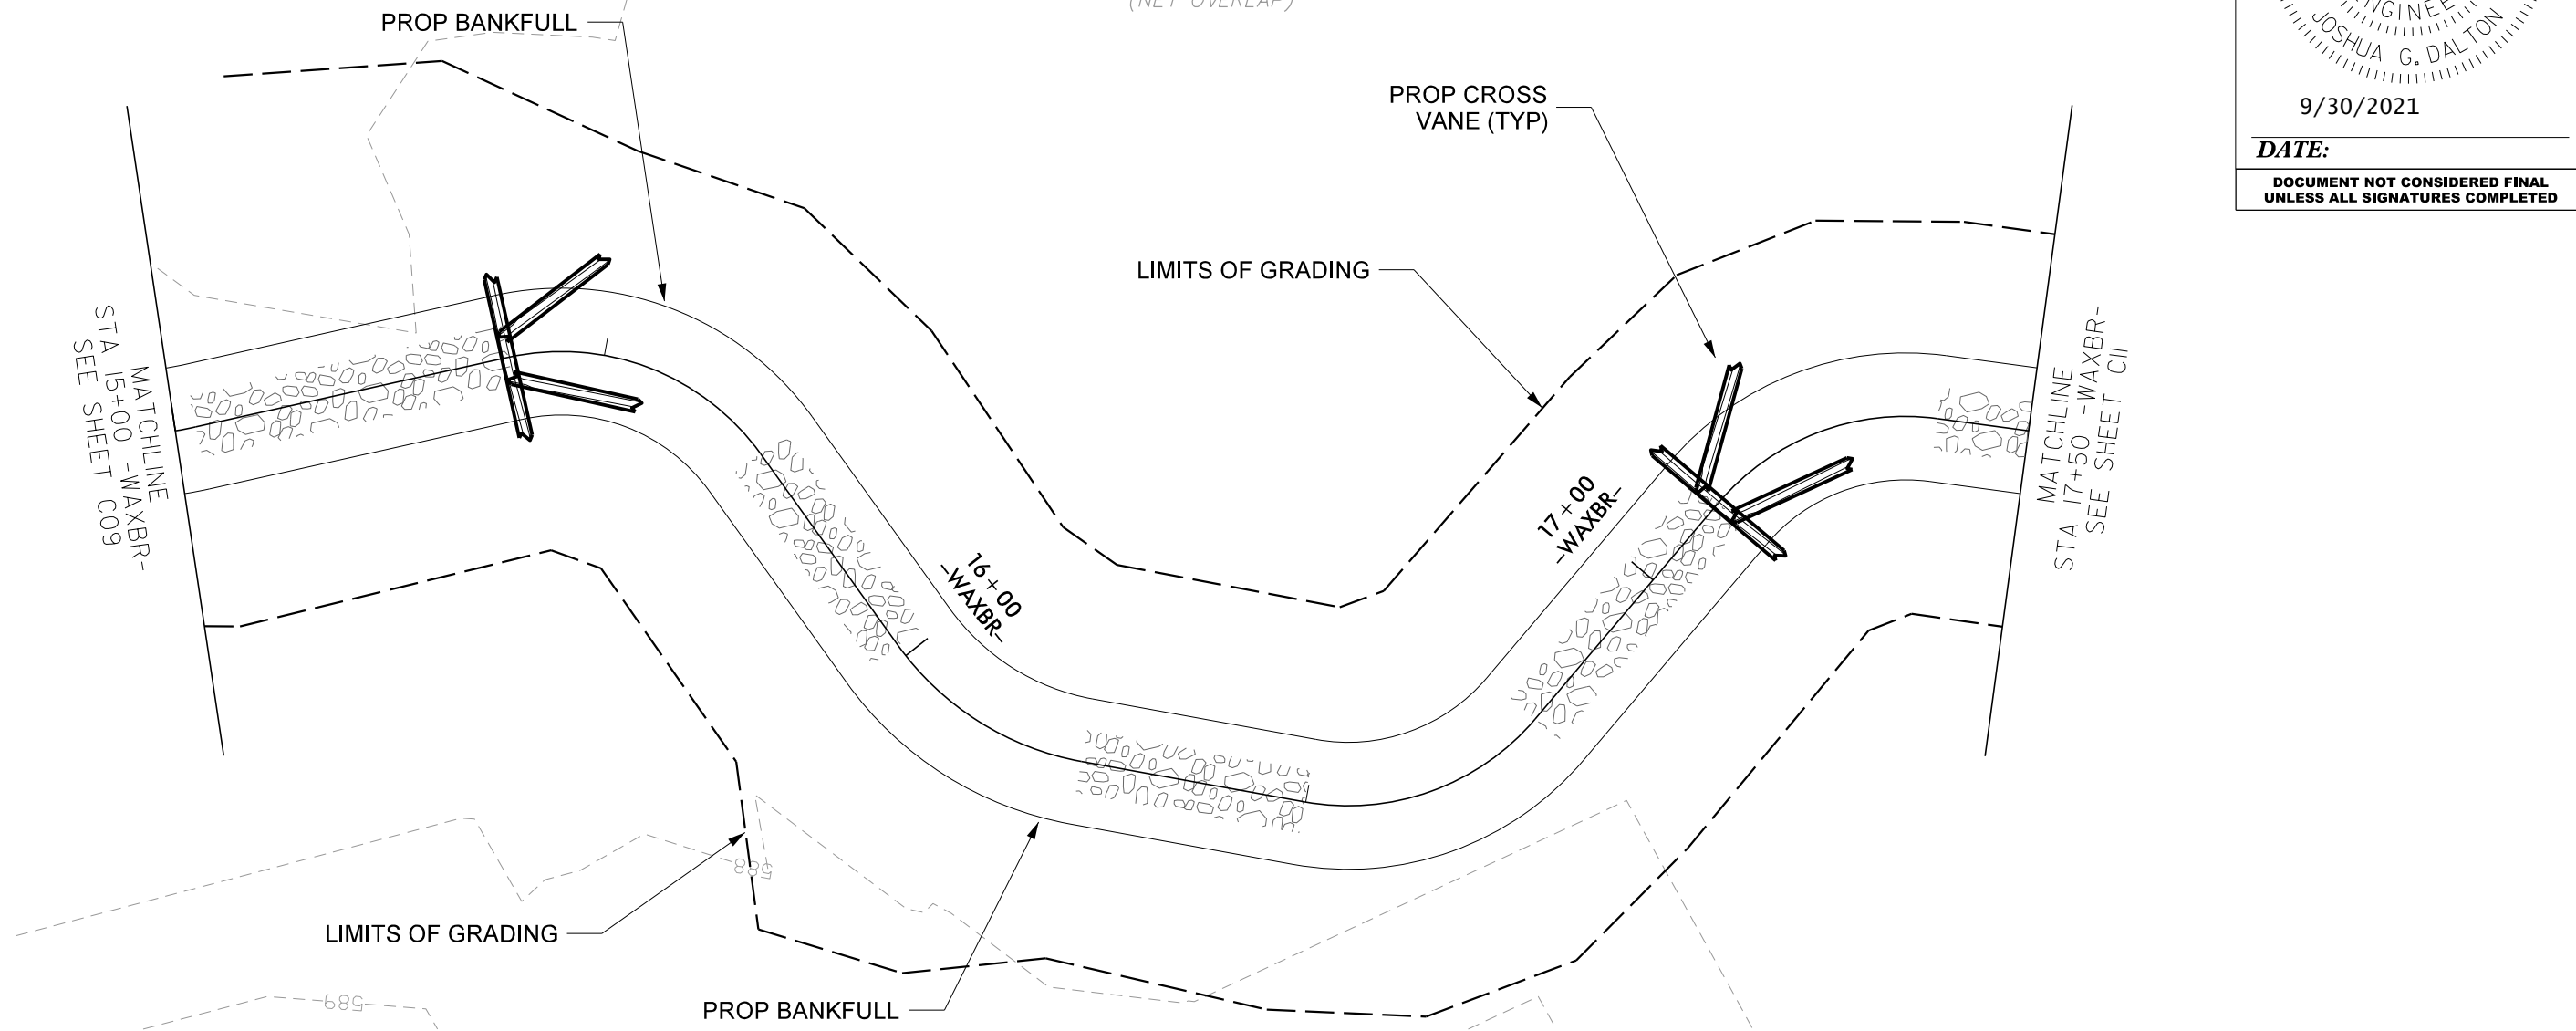 (NET OVERLAP)
PROP BANKFULL
JOSHUA G. DALTON
9/30/2021
DATE:
DOCUMENT NOT CONSIDERED FINAL
UNLESS ALL SIGNATURES COMPLETED
PROP CROSS
VANE (TYP)
LIMITS OF GRADING
MATCHLINE
STA 15+00 -WAXBR-
SEE SHEET C09
16+00
-WAXBR-
17+00
-WAXBR-
MATCHLINE
STA 17+50 -WAXBR-
SEE SHEET C11
588
LIMITS OF GRADING
589
PROP BANKFULL